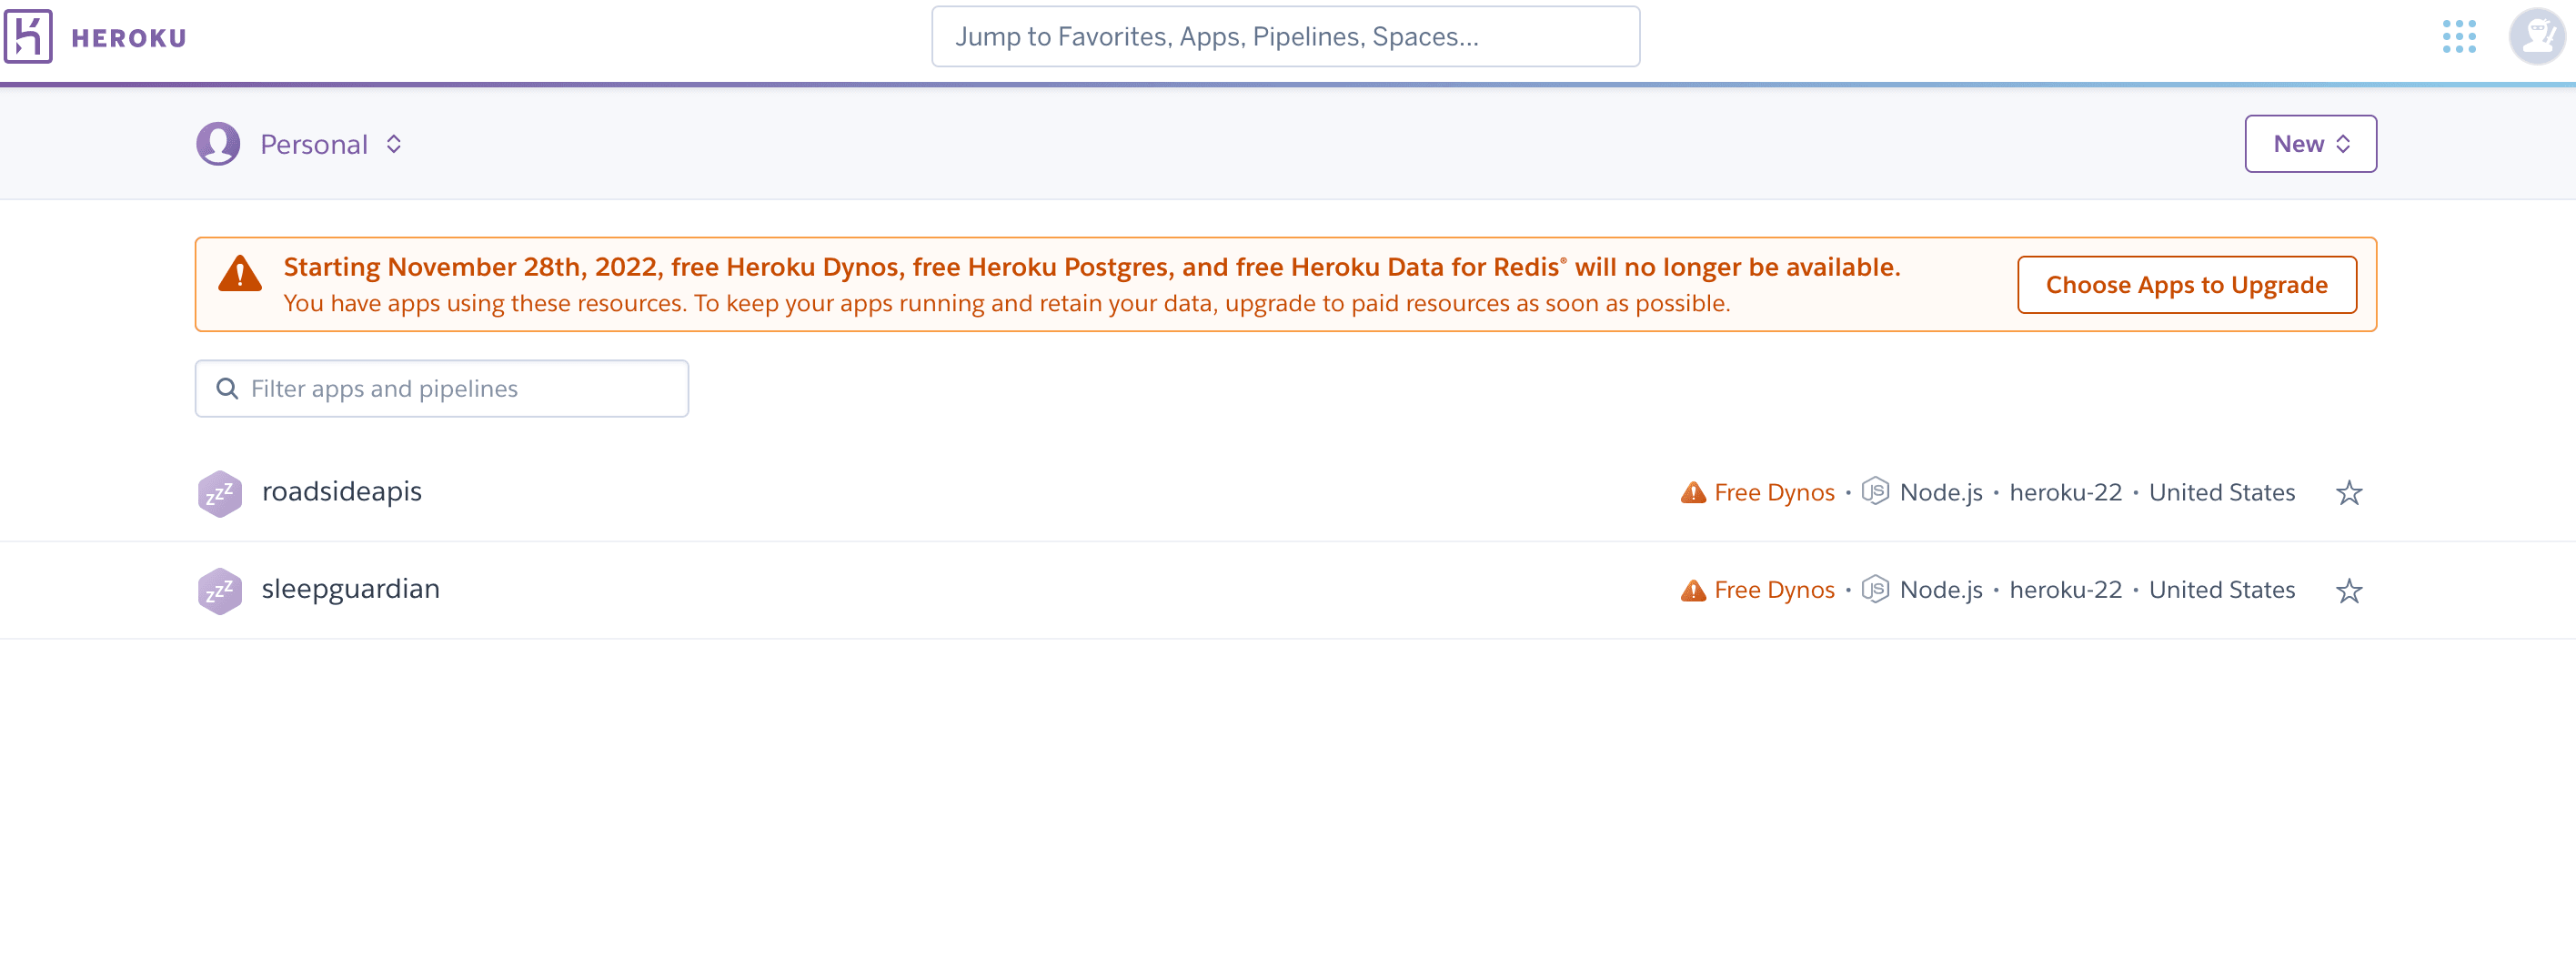 HEROKU
Jump to Favorites, Apps, Pipelines, Spaces...
Personal
New
Starting November 28th, 2022, free Heroku Dynos, free Heroku Postgres, and free Heroku Data for Redis® will no longer be available.
You have apps using these resources. To keep your apps running and retain your data, upgrade to paid resources as soon as possible.
Choose Apps to Upgrade
Filter apps and pipelines
zzz roadsideapis Free Dynos • JS Node.js • heroku-22 • United States
zzz sleepguardian Free Dynos • JS Node.js • heroku-22 • United States